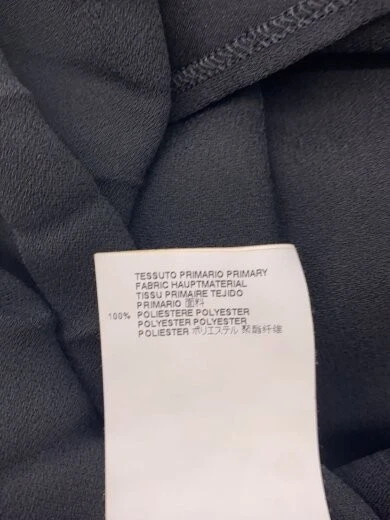 TESSUTO PRIMARIO PRIMARY
FABRIC HAUPTMATERIAL
TISSU PRIMAIRE TEJIDO
PRIMARIO 面料
100% POLIESTERE POLYESTER
POLYESTER POLYESTER
POLIESTER ポリエステル 聚酯纤维